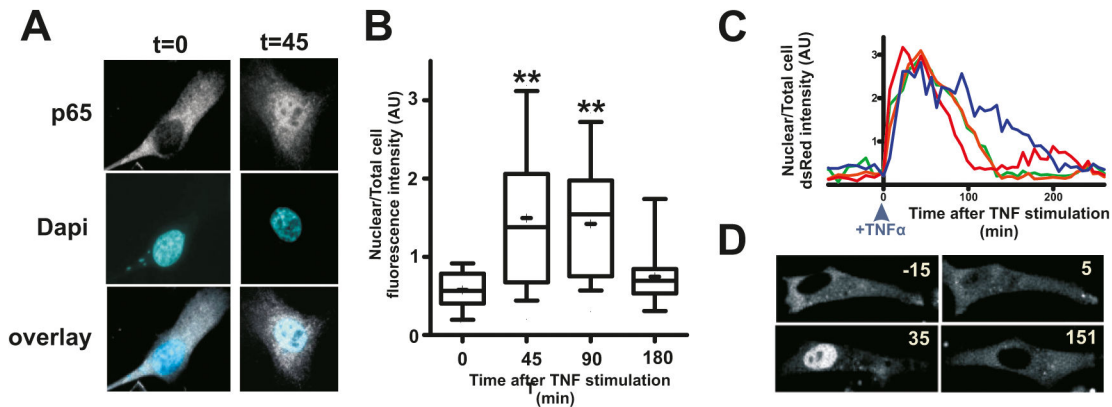 A
t=0
t=45
p65
Dapi
overlay
B
**
**
Nuclear/Total cell
fluorescence intensity (AU)
3
2
1
0
0
45
90
180
Time after TNF stimulation
T
(min)
C
Nuclear/Total cell
dsRed intensity (AU)
3
2
1
0
100
200
Time after TNF stimulation
(min)
+TNFα
D
-15
5
35
151